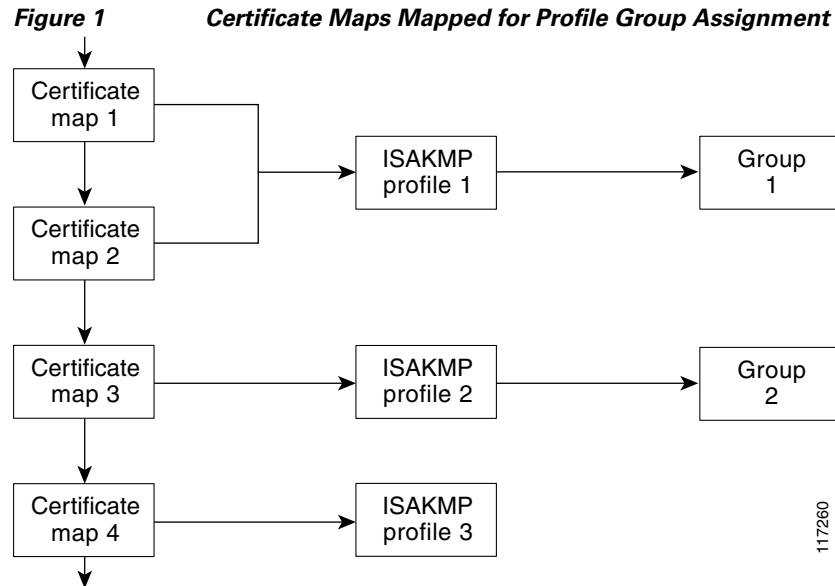 Figure 1 Certificate Maps Mapped for Profile Group Assignment
Certificate
map 1
ISAKMP
profile 1
Group
1
Certificate
map 2
Certificate
map 3
ISAKMP
profile 2
Group
2
Certificate
map 4
ISAKMP
profile 3
117260